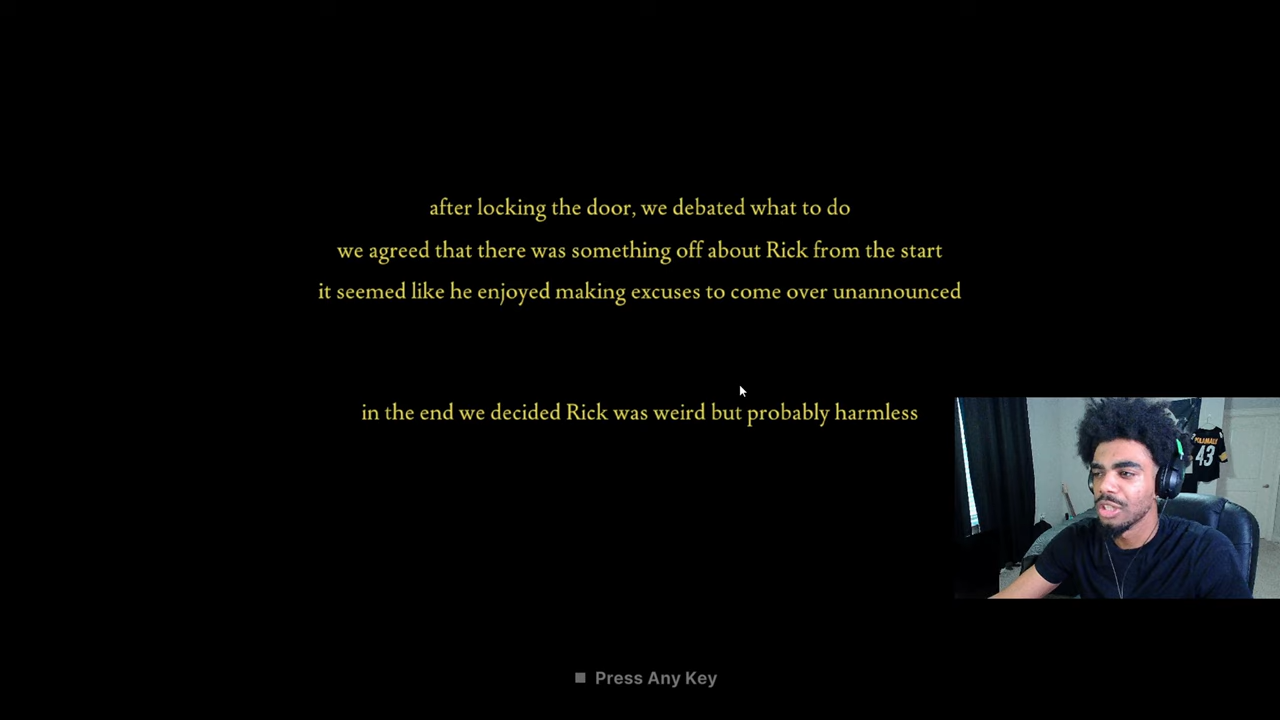 after locking the door, we debated what to do
we agreed that there was something off about Rick from the start
it seemed like he enjoyed making excuses to come over unannounced
in the end we decided Rick was weird but probably harmless
POLAMALU
43
Press Any Key